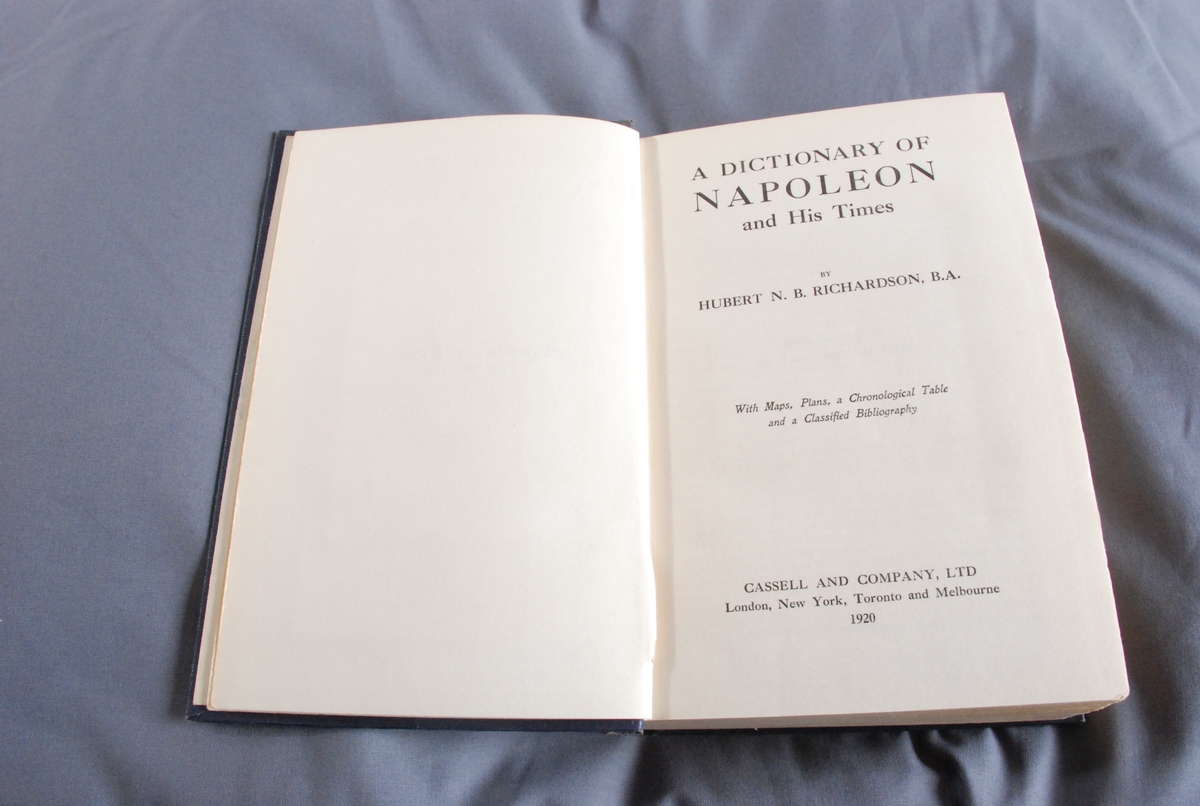 A DICTIONARY OF
NAPOLEON
and His Times
BY
HUBERT N. B. RICHARDSON, B.A.
With Maps, Plans, a Chronological Table
and a Classified Bibliography
CASSELL AND COMPANY, LTD
London, New York, Toronto and Melbourne
1920